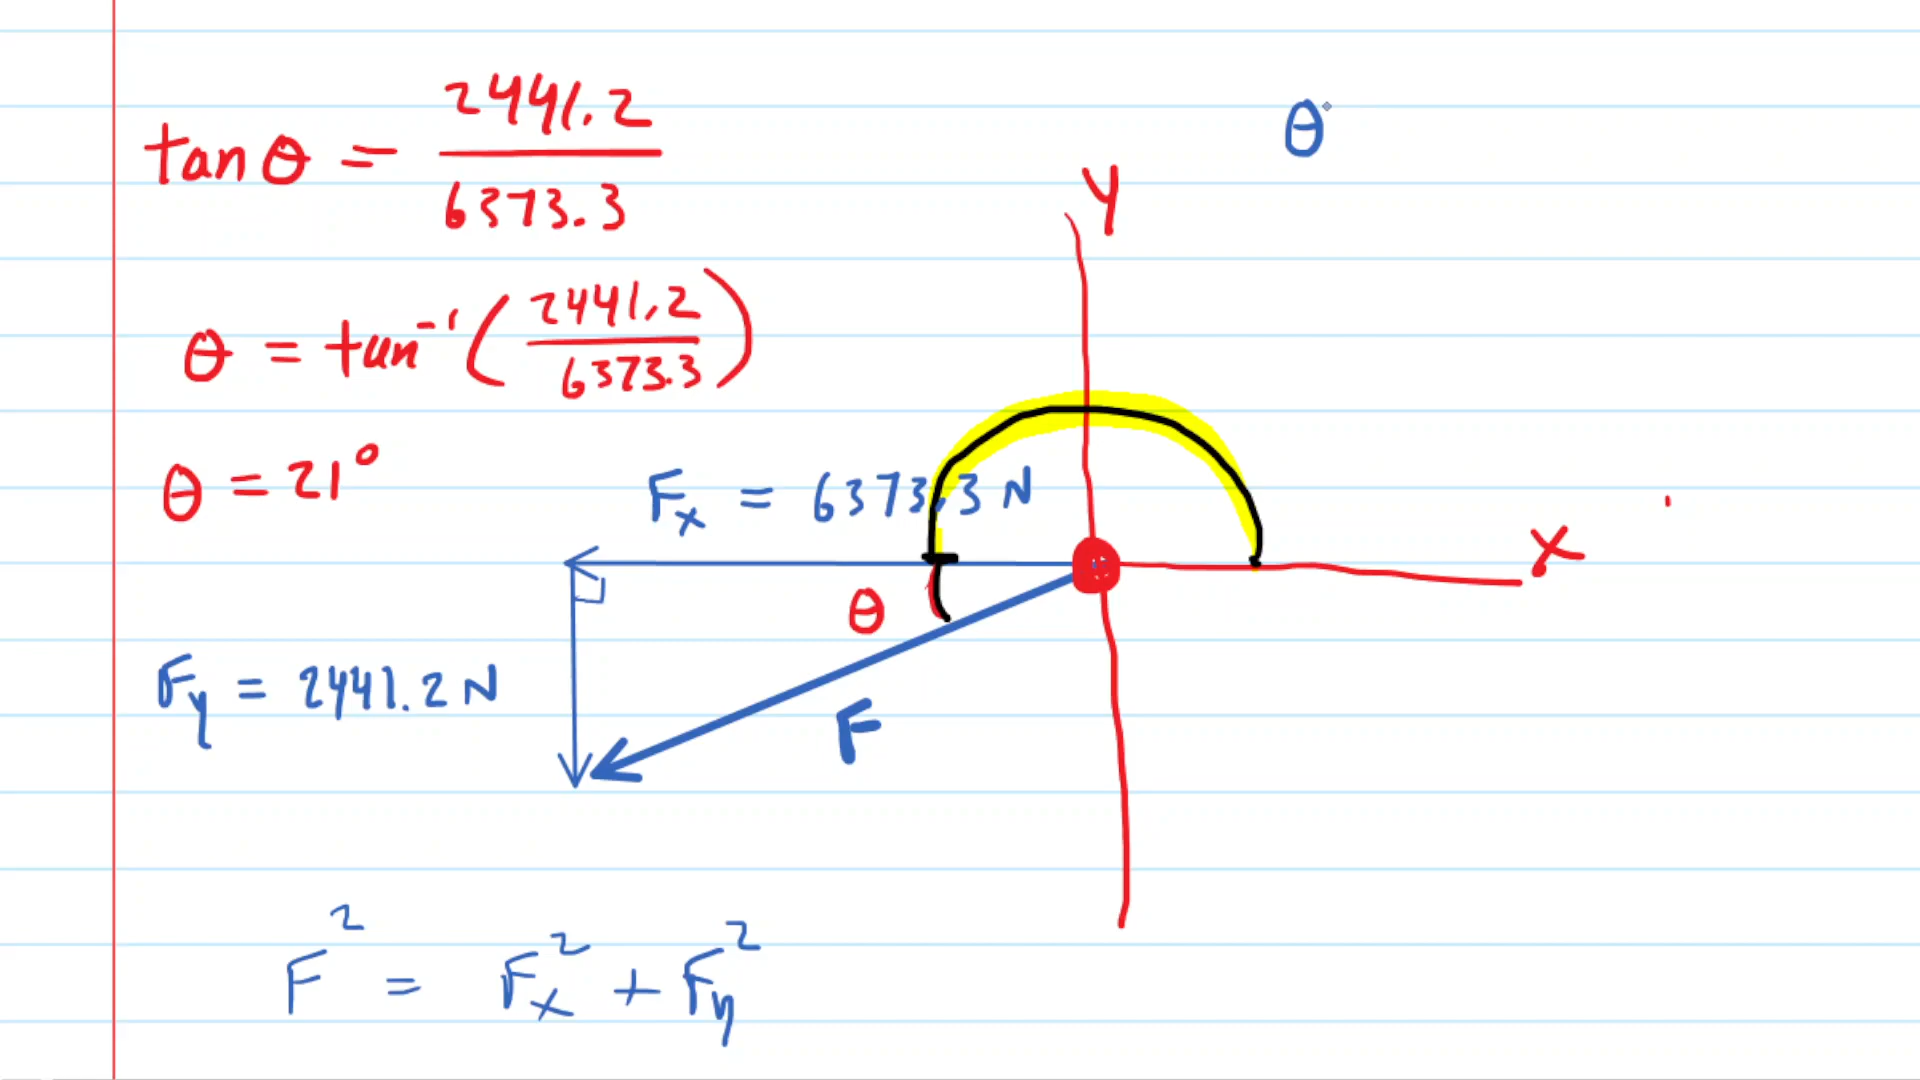 tan θ = 2441.2 / 6373.3
θ = tan⁻¹ (2441.2 / 6373.3)
θ = 21°
θ
y
x
Fx = 6373.3 N
θ
Fy = 2441.2 N
F
F² = Fx² + Fy²